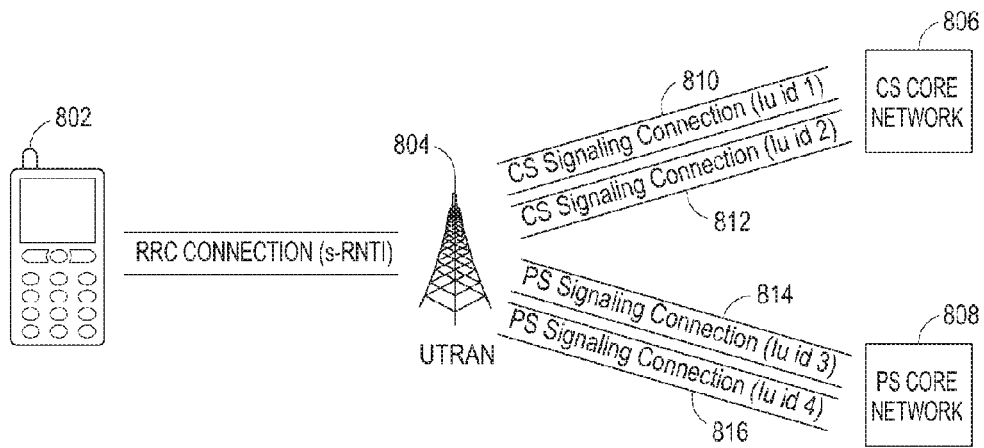 806
810
CS CORE
NETWORK
802
804
CS Signaling Connection (Iu id 1)
CS Signaling Connection (Iu id 2)
812
RRC CONNECTION (s-RNTI)
UTRAN
PS Signaling Connection (Iu id 3)
814
PS Signaling Connection (Iu id 4)
816
808
PS CORE
NETWORK